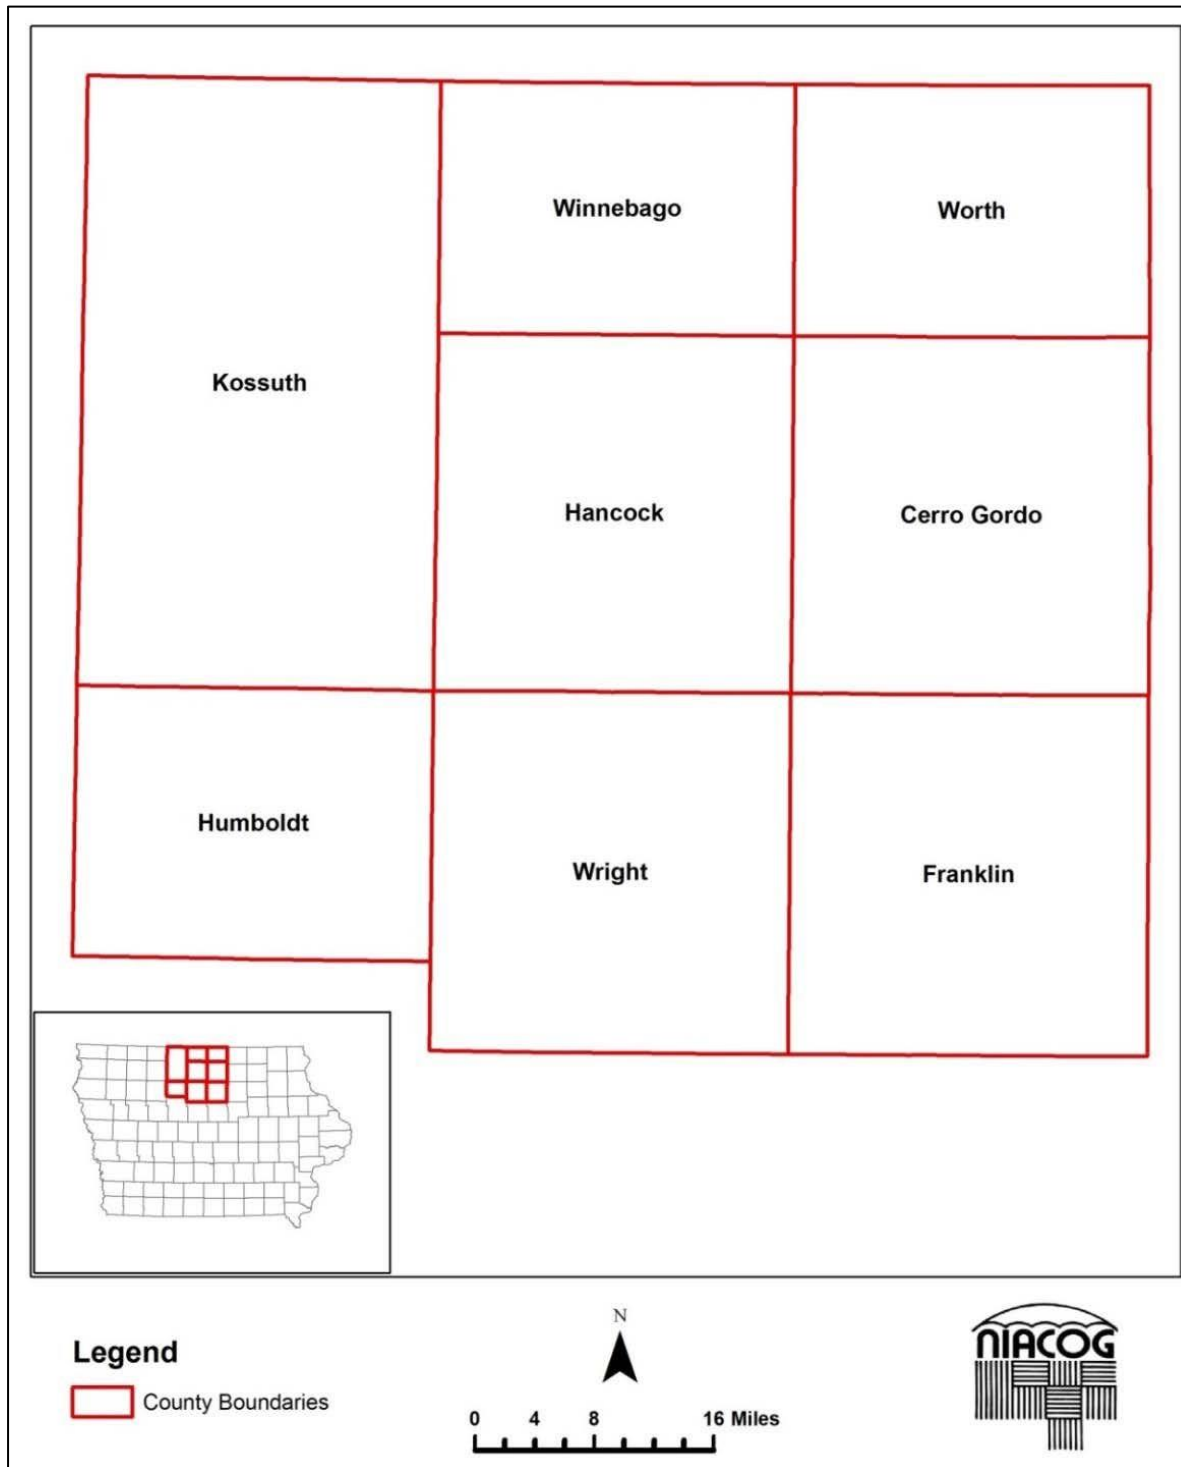 Winnebago
Worth
Kossuth
Hancock
Cerro Gordo
Humboldt
Wright
Franklin
Legend
County Boundaries
N
0 4 8 16 Miles
NIACOG